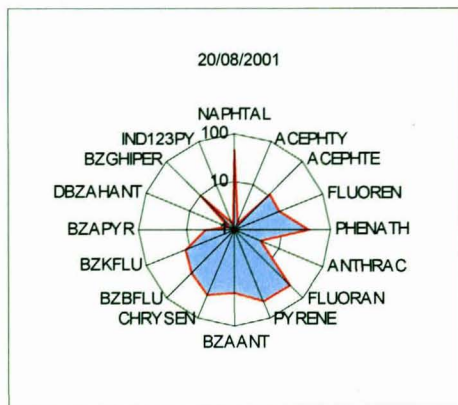 20/08/2001
NAPHTAL
100
IND123PY
ACEPHTY
BZGHIPER
ACEPHTE
10
DBZAHANT
FLUOREN
BZAPYR
PHENATH
BZKFLU
ANTHRAC
BZBFLU
FLUORAN
CHRYSEN
PYRENE
BZAANT